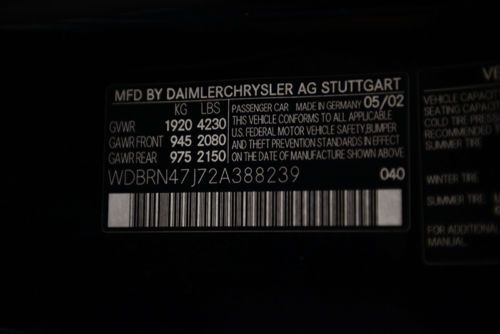 MFD BY DAIMLERCHRYSLER AG STUTTGART
KG LBS
GVWR 1920 4230
GAWR FRONT 945 2080
GAWR REAR 975 2150
PASSENGER CAR MADE IN GERMANY 05/02
THIS VEHICLE CONFORMS TO ALL APPLICABLE
U.S. FEDERAL MOTOR VEHICLE SAFETY, BUMPER
AND THEFT PREVENTION STANDARDS IN EFFECT ON
THE DATE OF MANUFACTURE SHOWN ABOVE.
WDBRN47J72A388239 040
VE
VEHICLE CAPACIT
SEATING CAPAC
COLD TIRE PRES
RECOMMENDED
SUMMER TIRE
WINTER TIRE
SUMMER TIRE
FOR ADDITIONAL